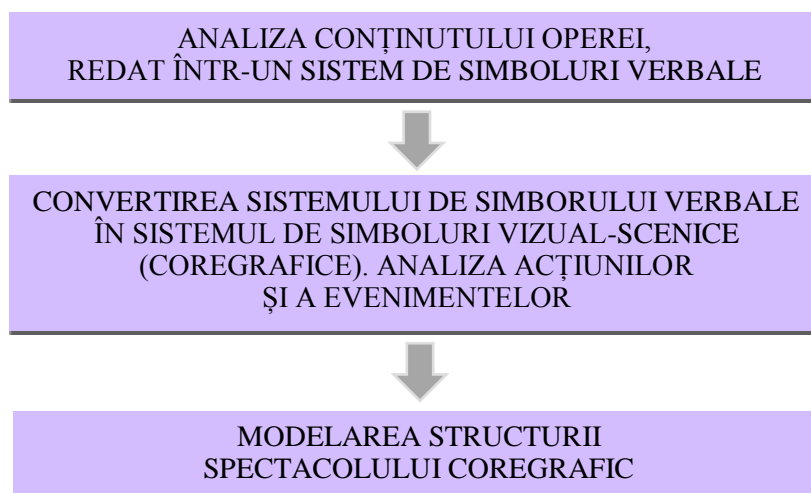 ANALIZA CONȚINUTULUI OPEREI,
REDAT ÎNTR-UN SISTEM DE SIMBOLURI VERBALE
CONVERTIREA SISTEMULUI DE SIMBORULUI VERBALE
ÎN SISTEMUL DE SIMBOLURI VIZUAL-SCENICE
(COREGRAFICE). ANALIZA ACȚIUNILOR
ȘI A EVENIMENTELOR
MODELAREA STRUCTURII
SPECTACOLULUI COREGRAFIC